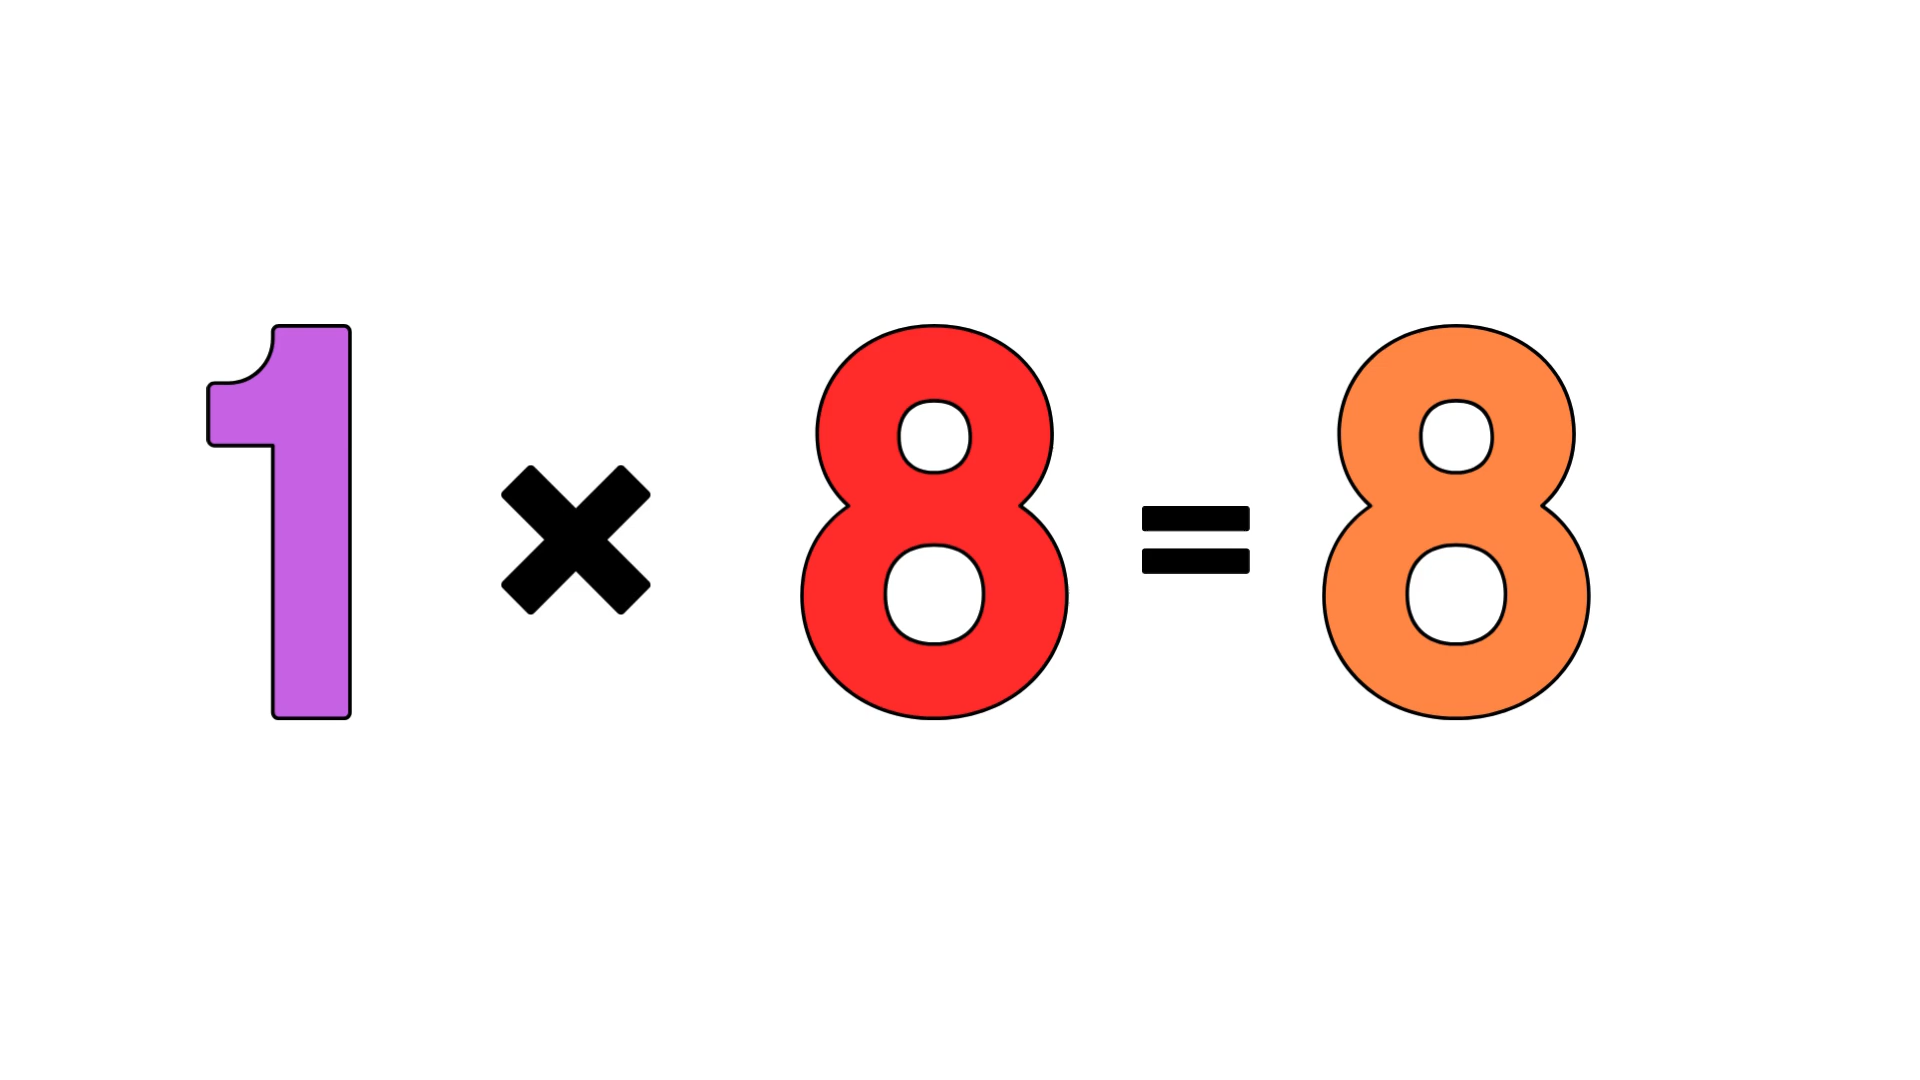 1 × 8 = 8